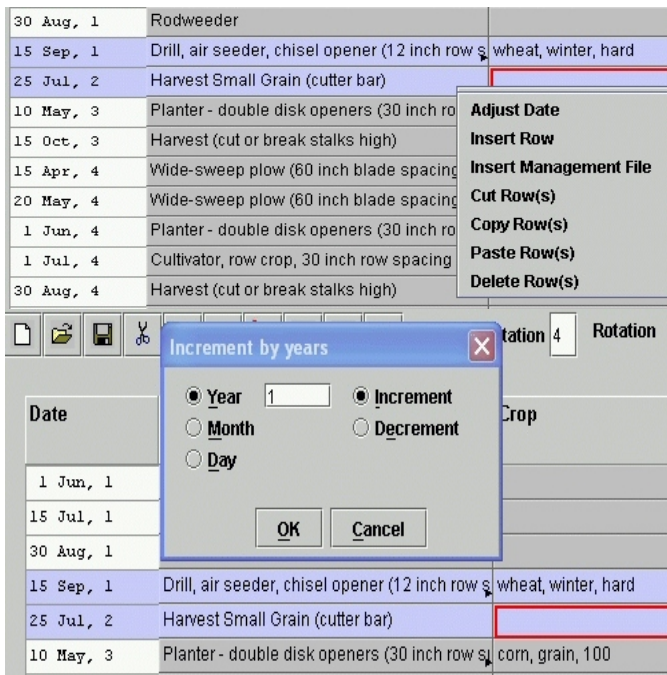 30 Aug, 1 Rodweeder
15 Sep, 1 Drill, air seeder, chisel opener (12 inch row s wheat, winter, hard
25 Jul, 2 Harvest Small Grain (cutter bar)
10 May, 3 Planter - double disk openers (30 inch ro
15 Oct, 3 Harvest (cut or break stalks high)
15 Apr, 4 Wide-sweep plow (60 inch blade spacing
20 May, 4 Wide-sweep plow (60 inch blade spacing
1 Jun, 4 Planter - double disk openers (30 inch ro
1 Jul, 4 Cultivator, row crop, 30 inch row spacing
30 Aug, 4 Harvest (cut or break stalks high)
Adjust Date
Insert Row
Insert Management File
Cut Row(s)
Copy Row(s)
Paste Row(s)
Delete Row(s)
tation 4 Rotation
Increment by years
Year 1 Increment
Month Decrement
Day
OK Cancel
Date Crop
1 Jun, 1
15 Jul, 1
30 Aug, 1
15 Sep, 1 Drill, air seeder, chisel opener (12 inch row s wheat, winter, hard
25 Jul, 2 Harvest Small Grain (cutter bar)
10 May, 3 Planter - double disk openers (30 inch row sp corn, grain, 100